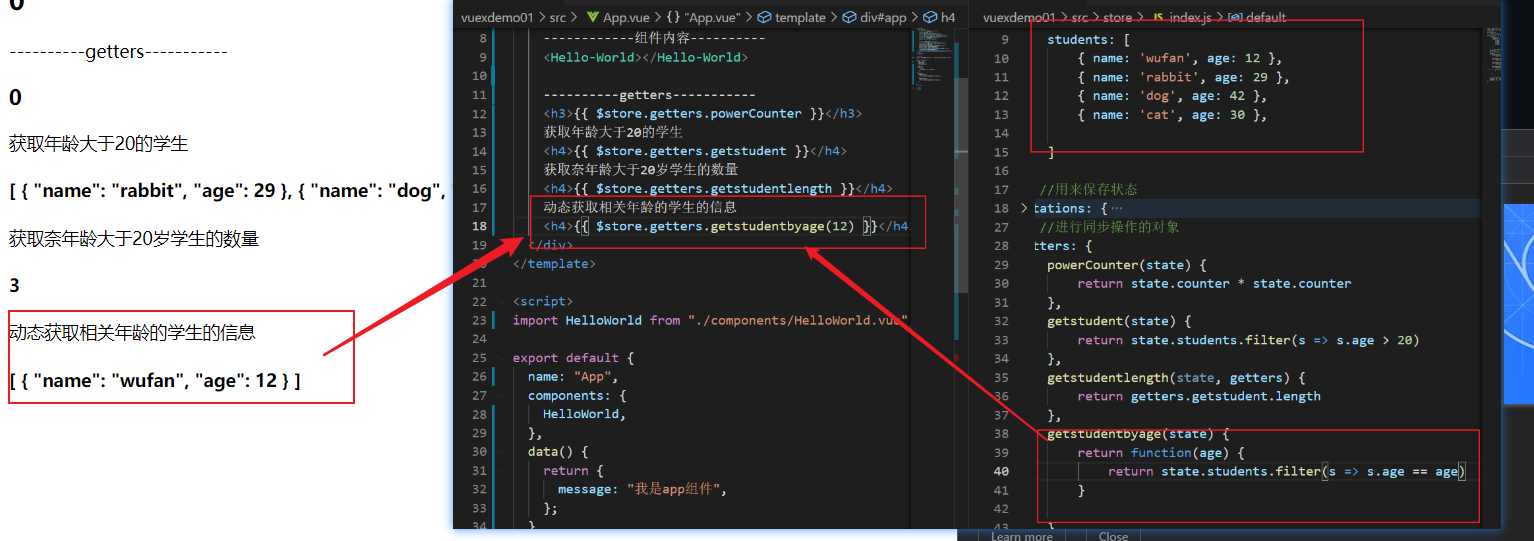 0
----------getters-----------
0
获取年龄大于20的学生
[ { "name": "rabbit", "age": 29 }, { "name": "dog",
获取奈年龄大于20岁学生的数量
3
动态获取相关年龄的学生的信息
[ { "name": "wufan", "age": 12 } ]
vuexdemo01 > src > App.vue > {} "App.vue" > template > div#app > h4
8 ------------组件内容----------
9 <Hello-World></Hello-World>
10
11 ----------getters-----------
12 <h3>{{ $store.getters.powerCounter }}</h3>
13 获取年龄大于20的学生
14 <h4>{{ $store.getters.getstudent }}</h4>
15 获取奈年龄大于20岁学生的数量
16 <h4>{{ $store.getters.getstudentlength }}</h4>
17 动态获取相关年龄的学生的信息
18 <h4>{{ $store.getters.getstudentbyage(12) }}</h4
19 </div>
20 </template>
21
22 <script>
23 import HelloWorld from "./components/HelloWorld.vue"
24
25 export default {
26 name: "App",
27 components: {
28 HelloWorld,
29 },
30 data() {
31 return {
32 message: "我是app组件",
33 };
34 }
vuexdemo01 > src > store > JS index.js > default
9 students: [
10 { name: 'wufan', age: 12 },
11 { name: 'rabbit', age: 29 },
12 { name: 'dog', age: 42 },
13 { name: 'cat', age: 30 },
14
15 ]
16
17 //用来保存状态
18 tations: {…
27 //进行同步操作的对象
28 tters: {
29 powerCounter(state) {
30 return state.counter * state.counter
31 },
32 getstudent(state) {
33 return state.students.filter(s => s.age > 20)
34 },
35 getstudentlength(state, getters) {
36 return getters.getstudent.length
37 },
38 getstudentbyage(state) {
39 return function(age) {
40 return state.students.filter(s => s.age == age)
41 }
42
43 }
Learn more
Close